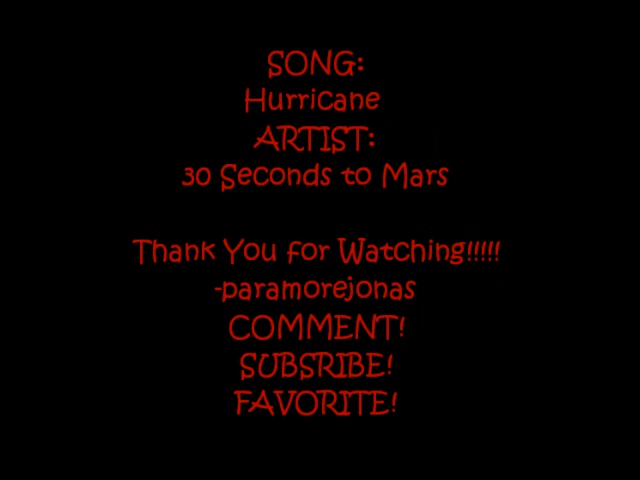 SONG:
Hurricane
ARTIST:
30 Seconds to Mars
Thank You for Watching!!!!!
-paramorejonas
COMMENT!
SUBSRIBE!
FAVORITE!